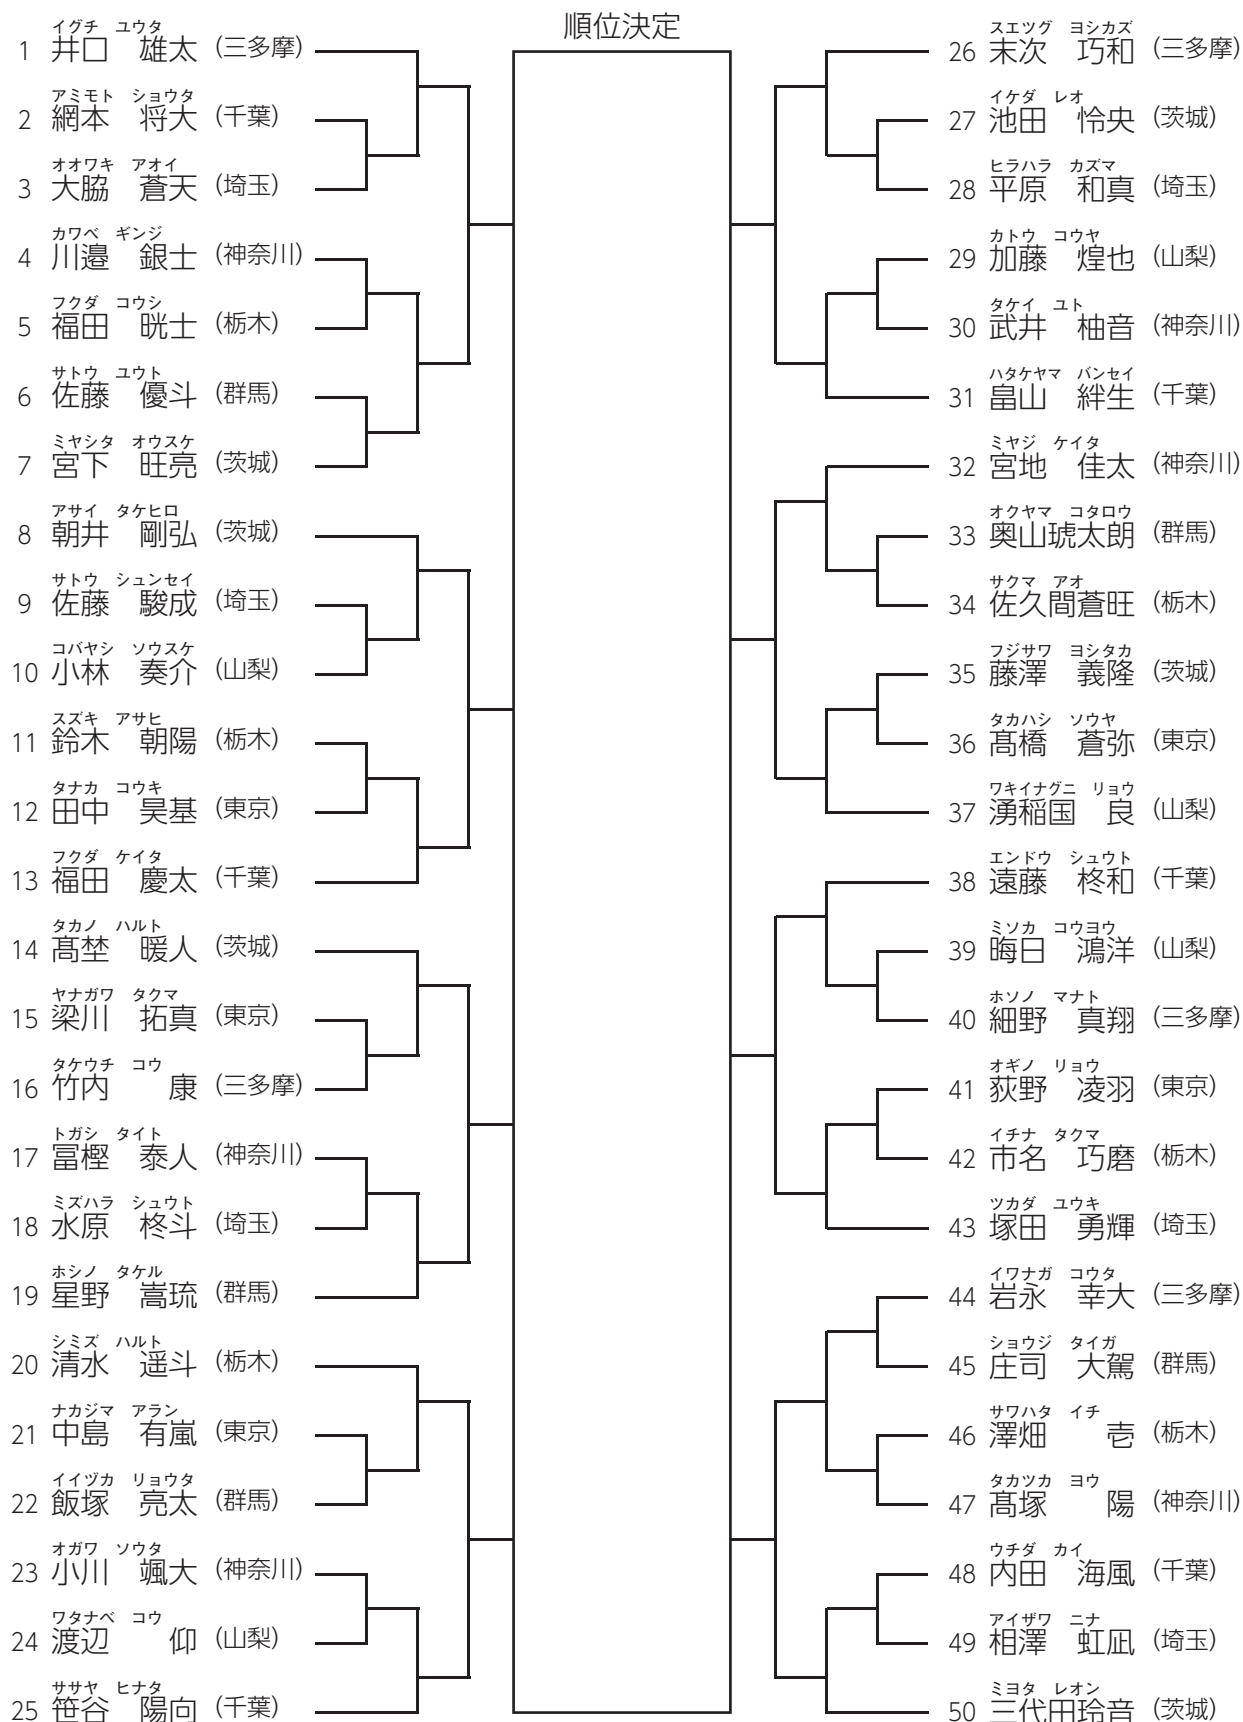 順位決定
イグチ ユウタ
1 井口 雄太 (三多摩)
アミモト ショウタ
2 網本 将大 (千葉)
オオワキ アオイ
3 大脇 蒼天 (埼玉)
カワベ ギンジ
4 川邉 銀士 (神奈川)
フクダ コウシ
5 福田 晄士 (栃木)
サトウ ユウト
6 佐藤 優斗 (群馬)
ミヤシタ オウスケ
7 宮下 旺亮 (茨城)
アサイ タケヒロ
8 朝井 剛弘 (茨城)
サトウ シュンセイ
9 佐藤 駿成 (埼玉)
コバヤシ ソウスケ
10 小林 奏介 (山梨)
スズキ アサヒ
11 鈴木 朝陽 (栃木)
タナカ コウキ
12 田中 昊基 (東京)
フクダ ケイタ
13 福田 慶太 (千葉)
タカノ ハルト
14 髙埜 暖人 (茨城)
ヤナガワ タクマ
15 梁川 拓真 (東京)
タケウチ コウ
16 竹内 康 (三多摩)
トガシ タイト
17 冨樫 泰人 (神奈川)
ミズハラ シュウト
18 水原 柊斗 (埼玉)
ホシノ タケル
19 星野 嵩琉 (群馬)
シミズ ハルト
20 清水 遥斗 (栃木)
ナカジマ アラン
21 中島 有嵐 (東京)
イイヅカ リョウタ
22 飯塚 亮太 (群馬)
オガワ ソウタ
23 小川 颯大 (神奈川)
ワタナベ コウ
24 渡辺 仰 (山梨)
ササヤ ヒナタ
25 笹谷 陽向 (千葉)
スエツグ ヨシカズ
26 末次 巧和 (三多摩)
イケダ レオ
27 池田 怜央 (茨城)
ヒラハラ カズマ
28 平原 和真 (埼玉)
カトウ コウヤ
29 加藤 煌也 (山梨)
タケイ ユト
30 武井 柚音 (神奈川)
ハタケヤマ バンセイ
31 畠山 絆生 (千葉)
ミヤジ ケイタ
32 宮地 佳太 (神奈川)
オクヤマ コタロウ
33 奥山琥太朗 (群馬)
サクマ アオ
34 佐久間蒼旺 (栃木)
フジサワ ヨシタカ
35 藤澤 義隆 (茨城)
タカハシ ソウヤ
36 髙橋 蒼弥 (東京)
ワキイナグニ リョウ
37 湧稲国 良 (山梨)
エンドウ シュウト
38 遠藤 柊和 (千葉)
ミソカ コウヨウ
39 晦日 鴻洋 (山梨)
ホソノ マナト
40 細野 真翔 (三多摩)
オギノ リョウ
41 荻野 凌羽 (東京)
イチナ タクマ
42 市名 巧磨 (栃木)
ツカダ ユウキ
43 塚田 勇輝 (埼玉)
イワナガ コウタ
44 岩永 幸大 (三多摩)
ショウジ タイガ
45 庄司 大駕 (群馬)
サワハタ イチ
46 澤畑 壱 (栃木)
タカツカ ヨウ
47 髙塚 陽 (神奈川)
ウチダ カイ
48 内田 海風 (千葉)
アイザワ ニナ
49 相澤 虹凪 (埼玉)
ミヨタ レオン
50 三代田玲音 (茨城)